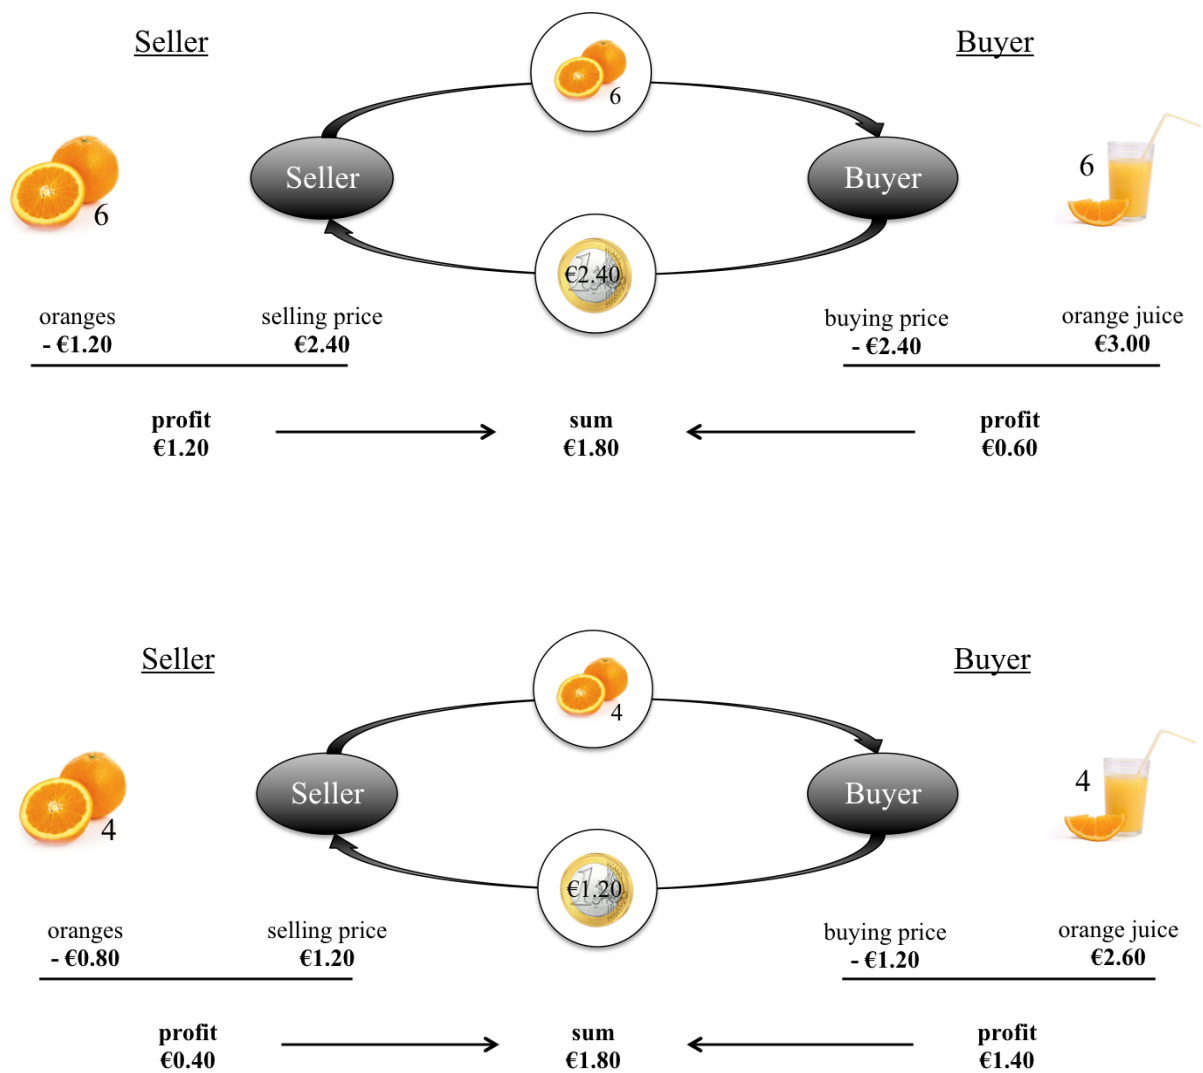 Seller
Buyer
6
Seller
Buyer
6
6
€2.40
oranges
- €1.20
selling price
€2.40
buying price
- €2.40
orange juice
€3.00
profit
€1.20
sum
€1.80
profit
€0.60
Seller
Buyer
4
Seller
Buyer
4
4
€1.20
oranges
- €0.80
selling price
€1.20
buying price
- €1.20
orange juice
€2.60
profit
€0.40
sum
€1.80
profit
€1.40